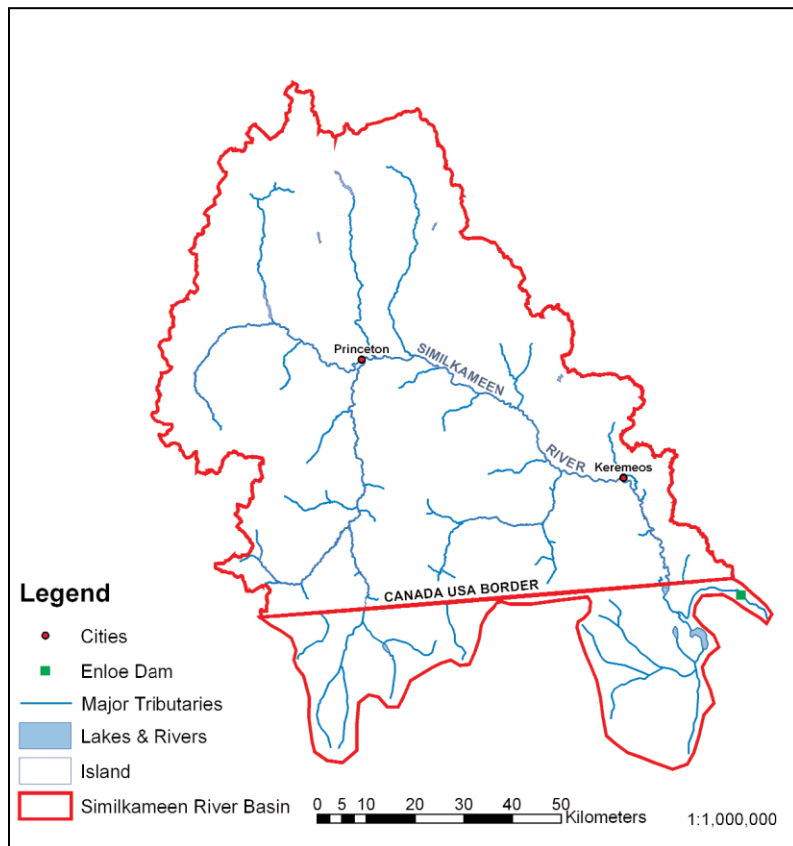 Princeton
SIMILKAMEEN
RIVER
Keremeos
CANADA USA BORDER
Legend
Cities
Enloe Dam
Major Tributaries
Lakes & Rivers
Island
Similkameen River Basin
0 5 10 20 30 40 50
Kilometers
1:1,000,000